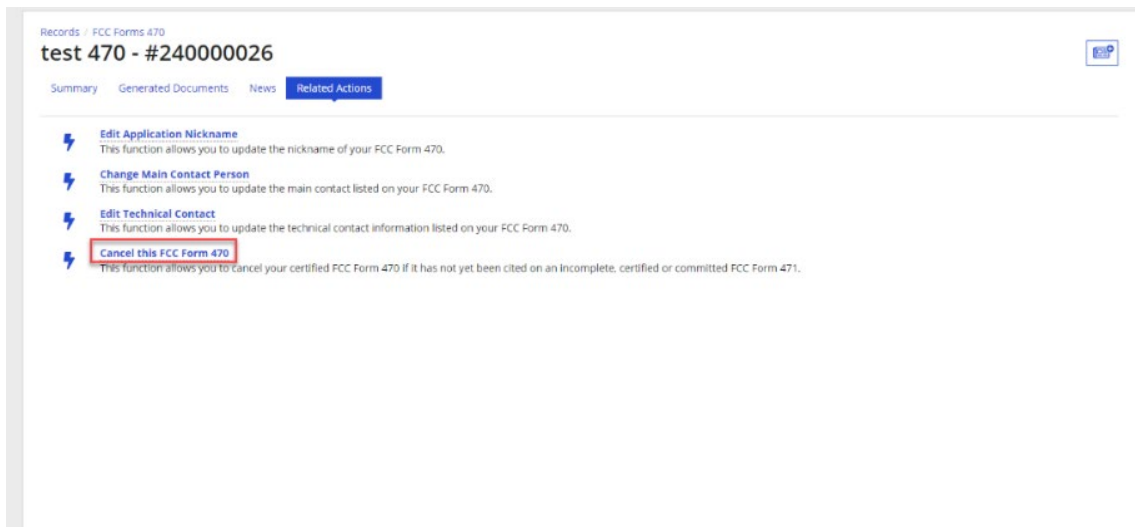 Records / FCC Forms 470
test 470 - #240000026
Summary Generated Documents News Related Actions
Edit Application Nickname
This function allows you to update the nickname of your FCC Form 470.
Change Main Contact Person
This function allows you to update the main contact listed on your FCC Form 470.
Edit Technical Contact
This function allows you to update the technical contact information listed on your FCC Form 470.
Cancel this FCC Form 470
This function allows you to cancel your certified FCC Form 470 if it has not yet been cited on an incomplete, certified or committed FCC Form 471.